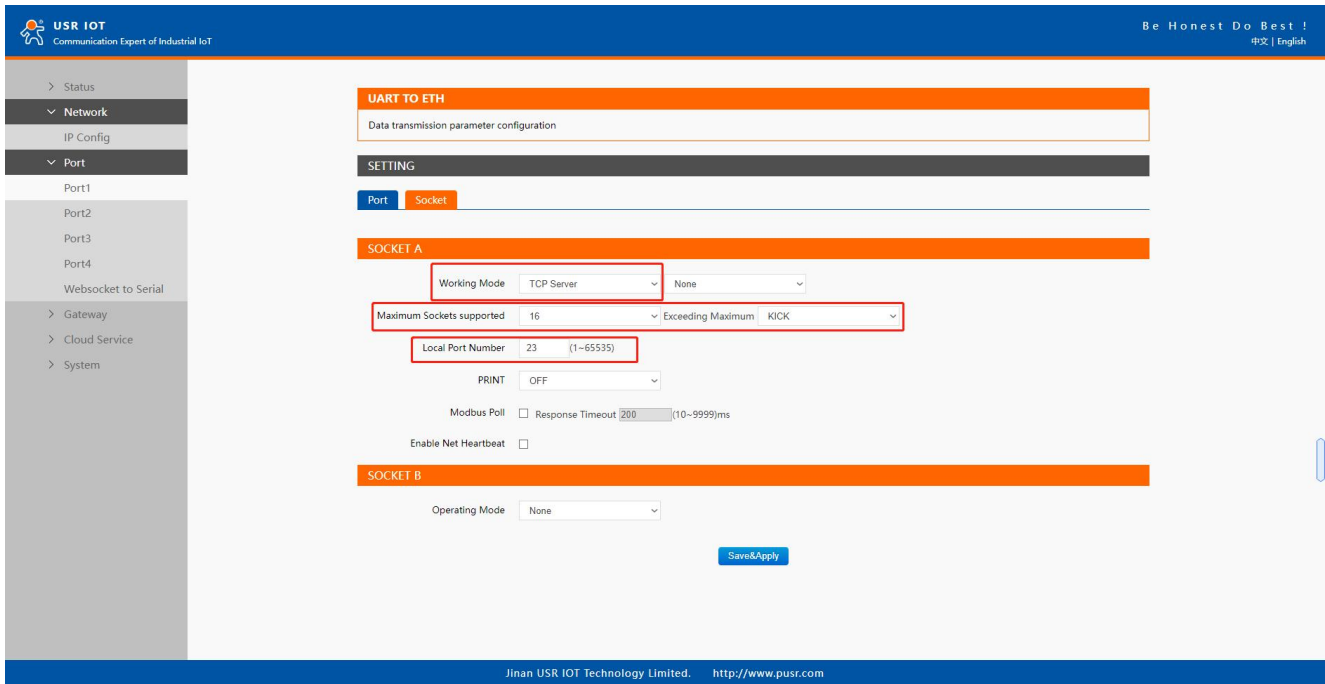 USR IOT
Communication Expert of Industrial IoT
Be Honest Do Best !
中文 | English
Status
Network
IP Config
Port
Port1
Port2
Port3
Port4
Websocket to Serial
Gateway
Cloud Service
System
UART TO ETH
Data transmission parameter configuration
SETTING
Port Socket
SOCKET A
Working Mode TCP Server None
Maximum Sockets supported 16 Exceeding Maximum KICK
Local Port Number 23 (1~65535)
PRINT OFF
Modbus Poll Response Timeout 200 (10~9999)ms
Enable Net Heartbeat
SOCKET B
Operating Mode None
Save&Apply
Jinan USR IOT Technology Limited. http://www.pusr.com